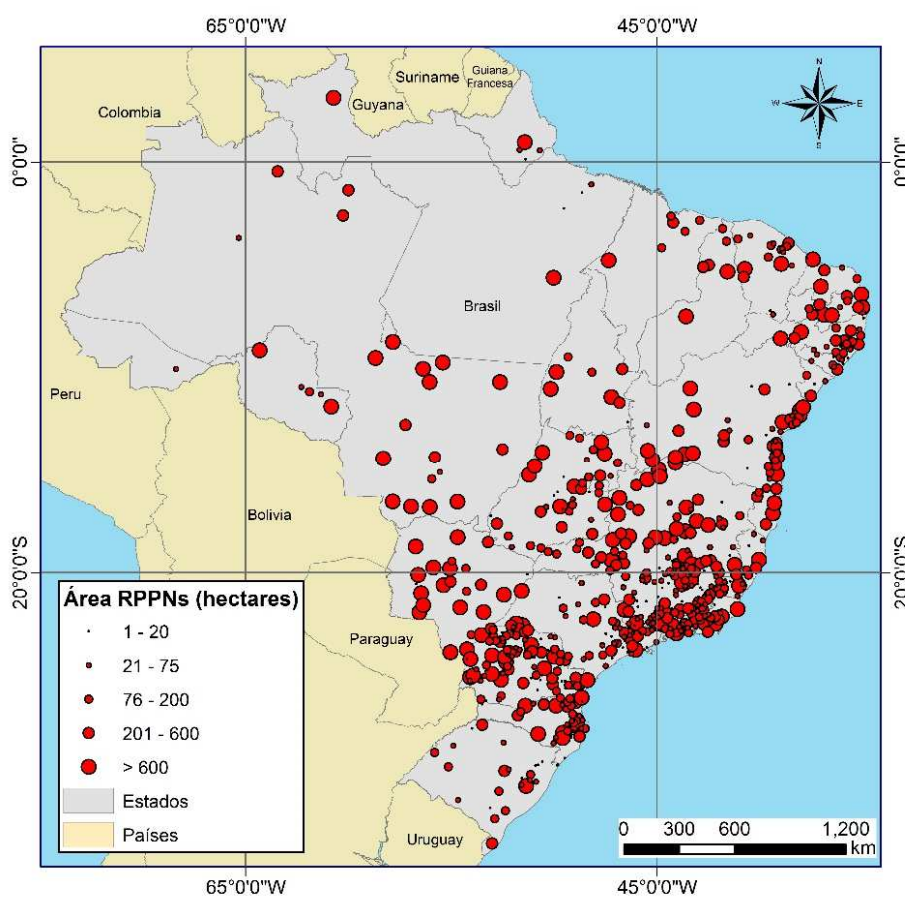 65°0'0"W
45°0'0"W
Suriname
Guiana
Francesa
Colombia
Guyana
N
W
E
S
0°0'0"
0°0'0"
Brasil
Peru
Bolivia
20°0'0"S
20°0'0"S
Paraguay
Uruguay
Área RPPNs (hectares)
1 - 20
21 - 75
76 - 200
201 - 600
> 600
Estados
Países
0 300 600 1,200
km
65°0'0"W
45°0'0"W